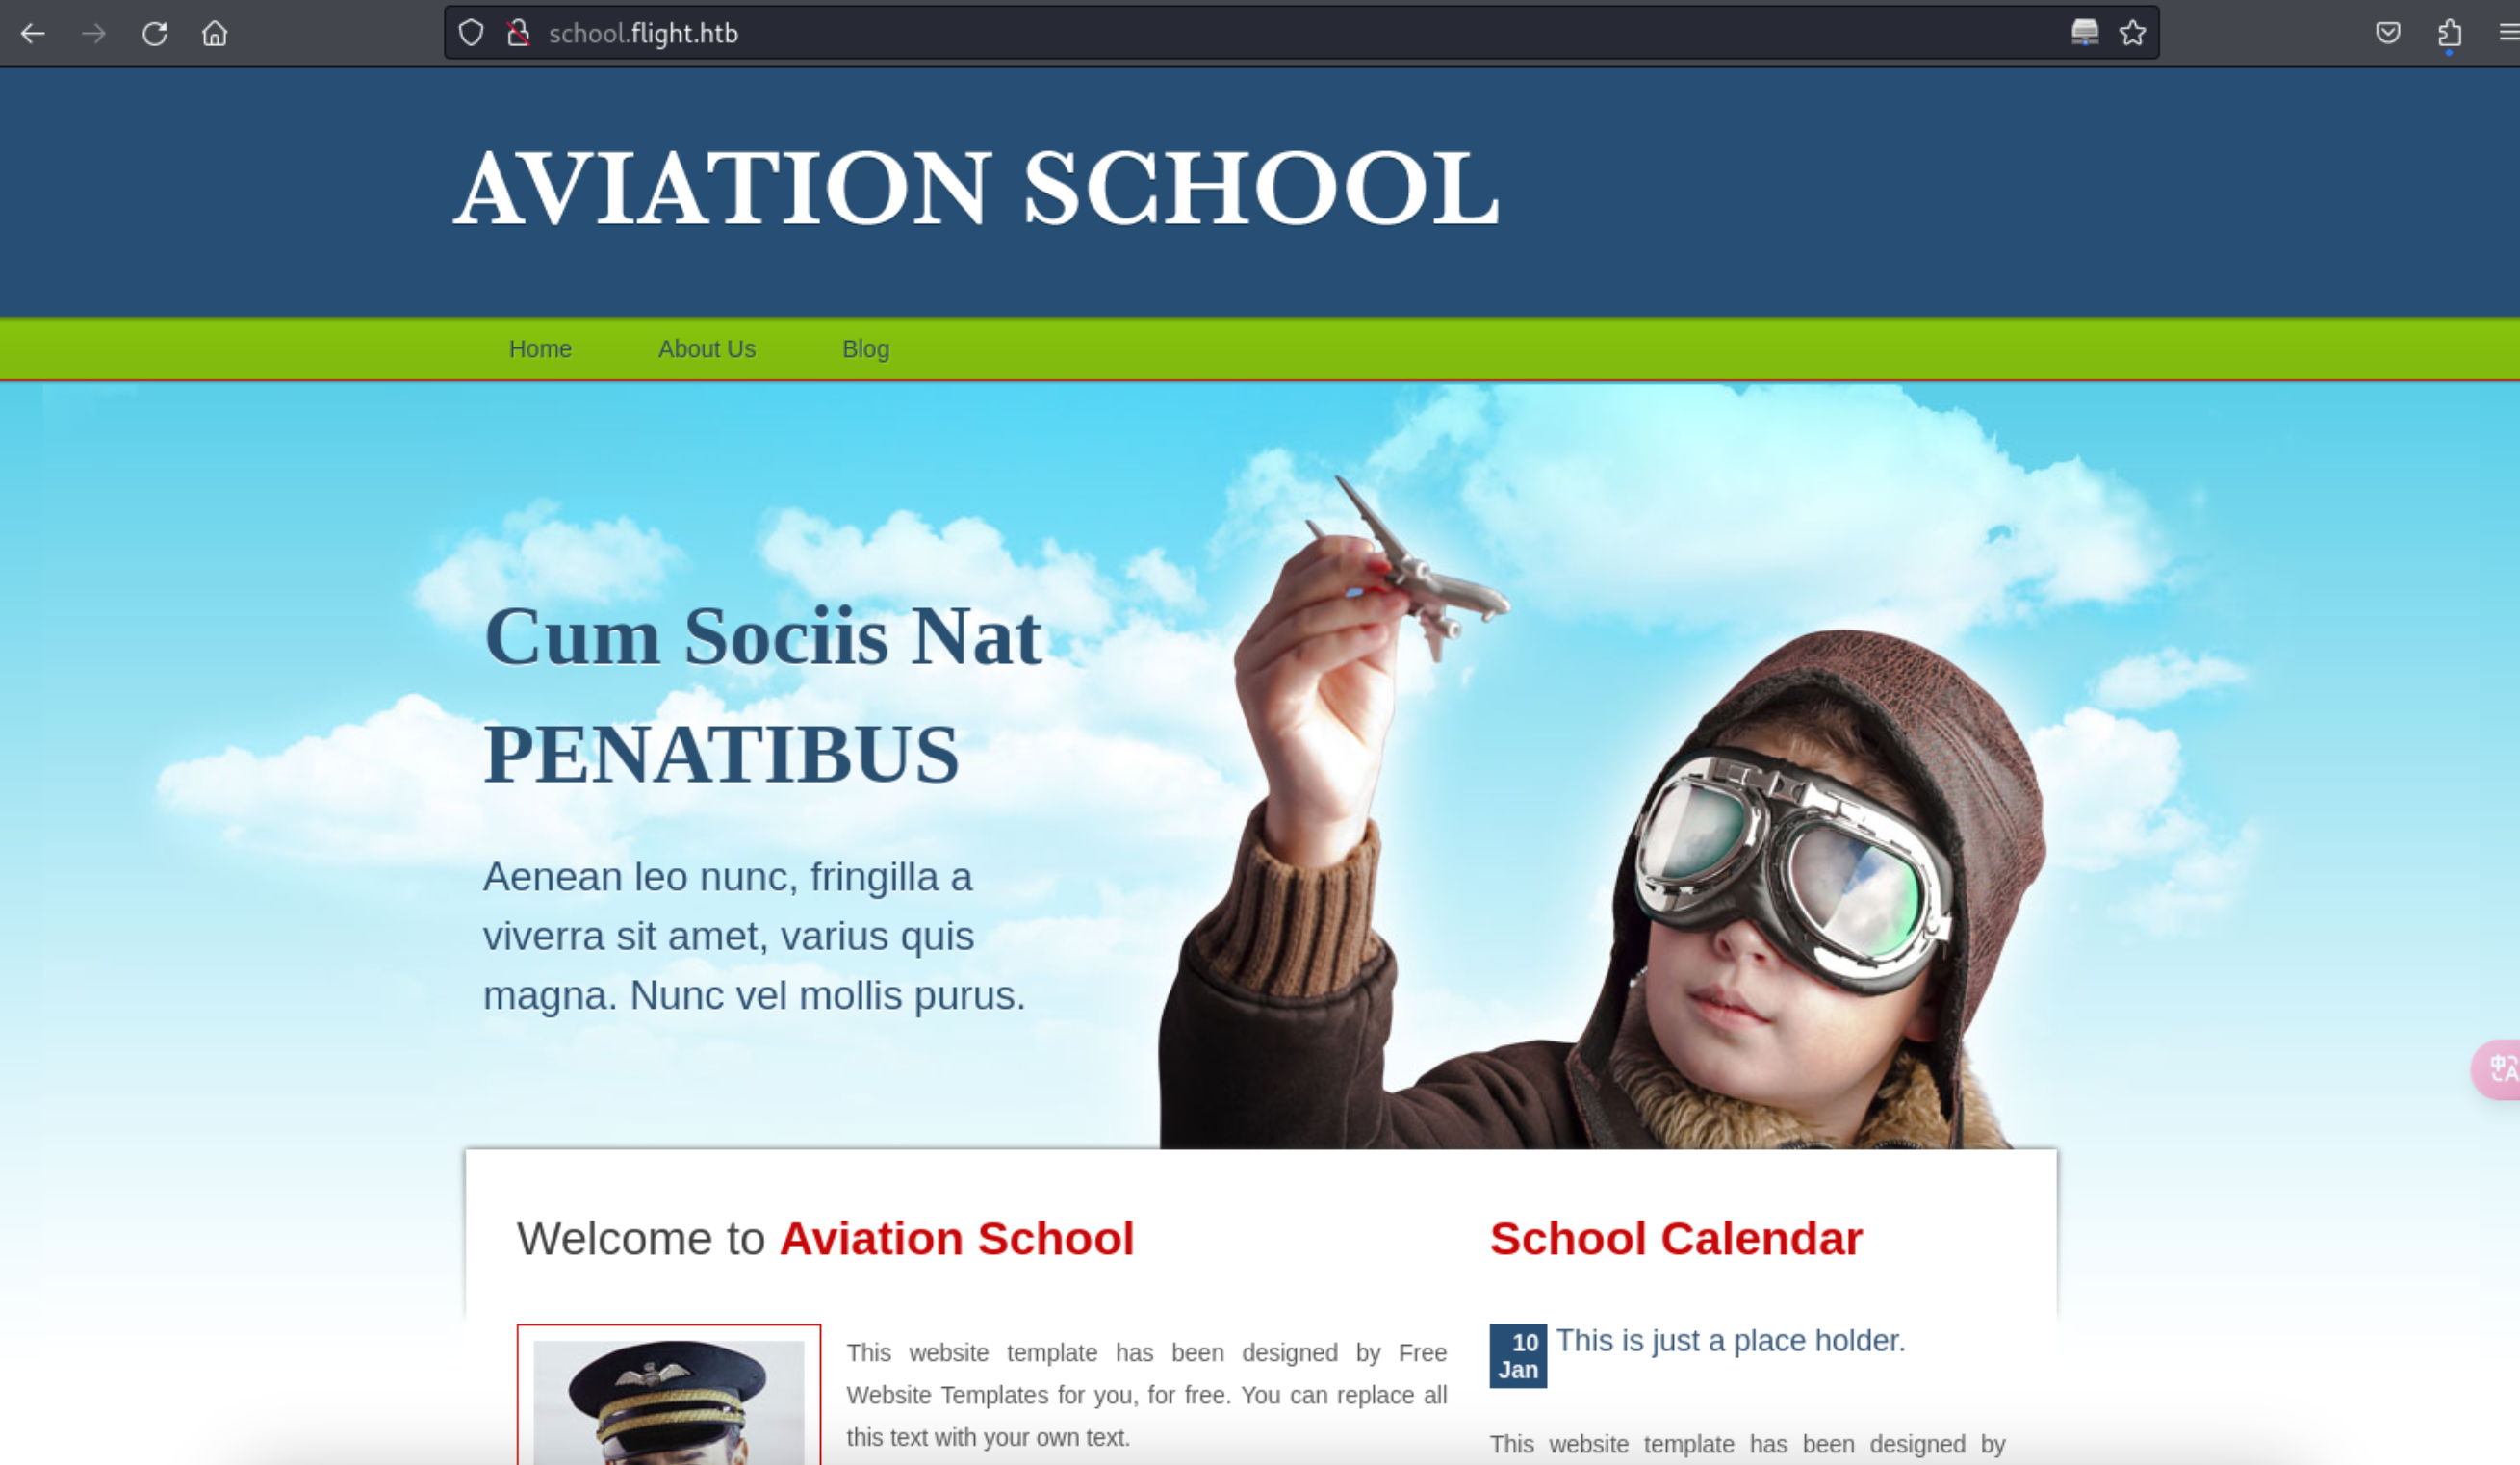 school.flight.htb
AVIATION SCHOOL
Home About Us Blog
Cum Sociis Nat
PENATIBUS
Aenean leo nunc, fringilla a
viverra sit amet, varius quis
magna. Nunc vel mollis purus.
Welcome to Aviation School
This website template has been designed by Free
Website Templates for you, for free. You can replace all
this text with your own text.
School Calendar
10
Jan
This is just a place holder.
This website template has been designed by
中
A